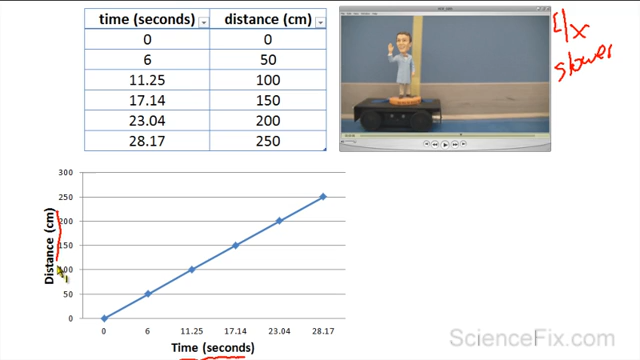 time (seconds) distance (cm)
0 0
6 50
11.25 100
17.14 150
23.04 200
28.17 250
4x
slower
300
250
200
150
100
50
0
Distance (cm)
0 6 11.25 17.14 23.04 28.17
Time (seconds)
ScienceFix.com